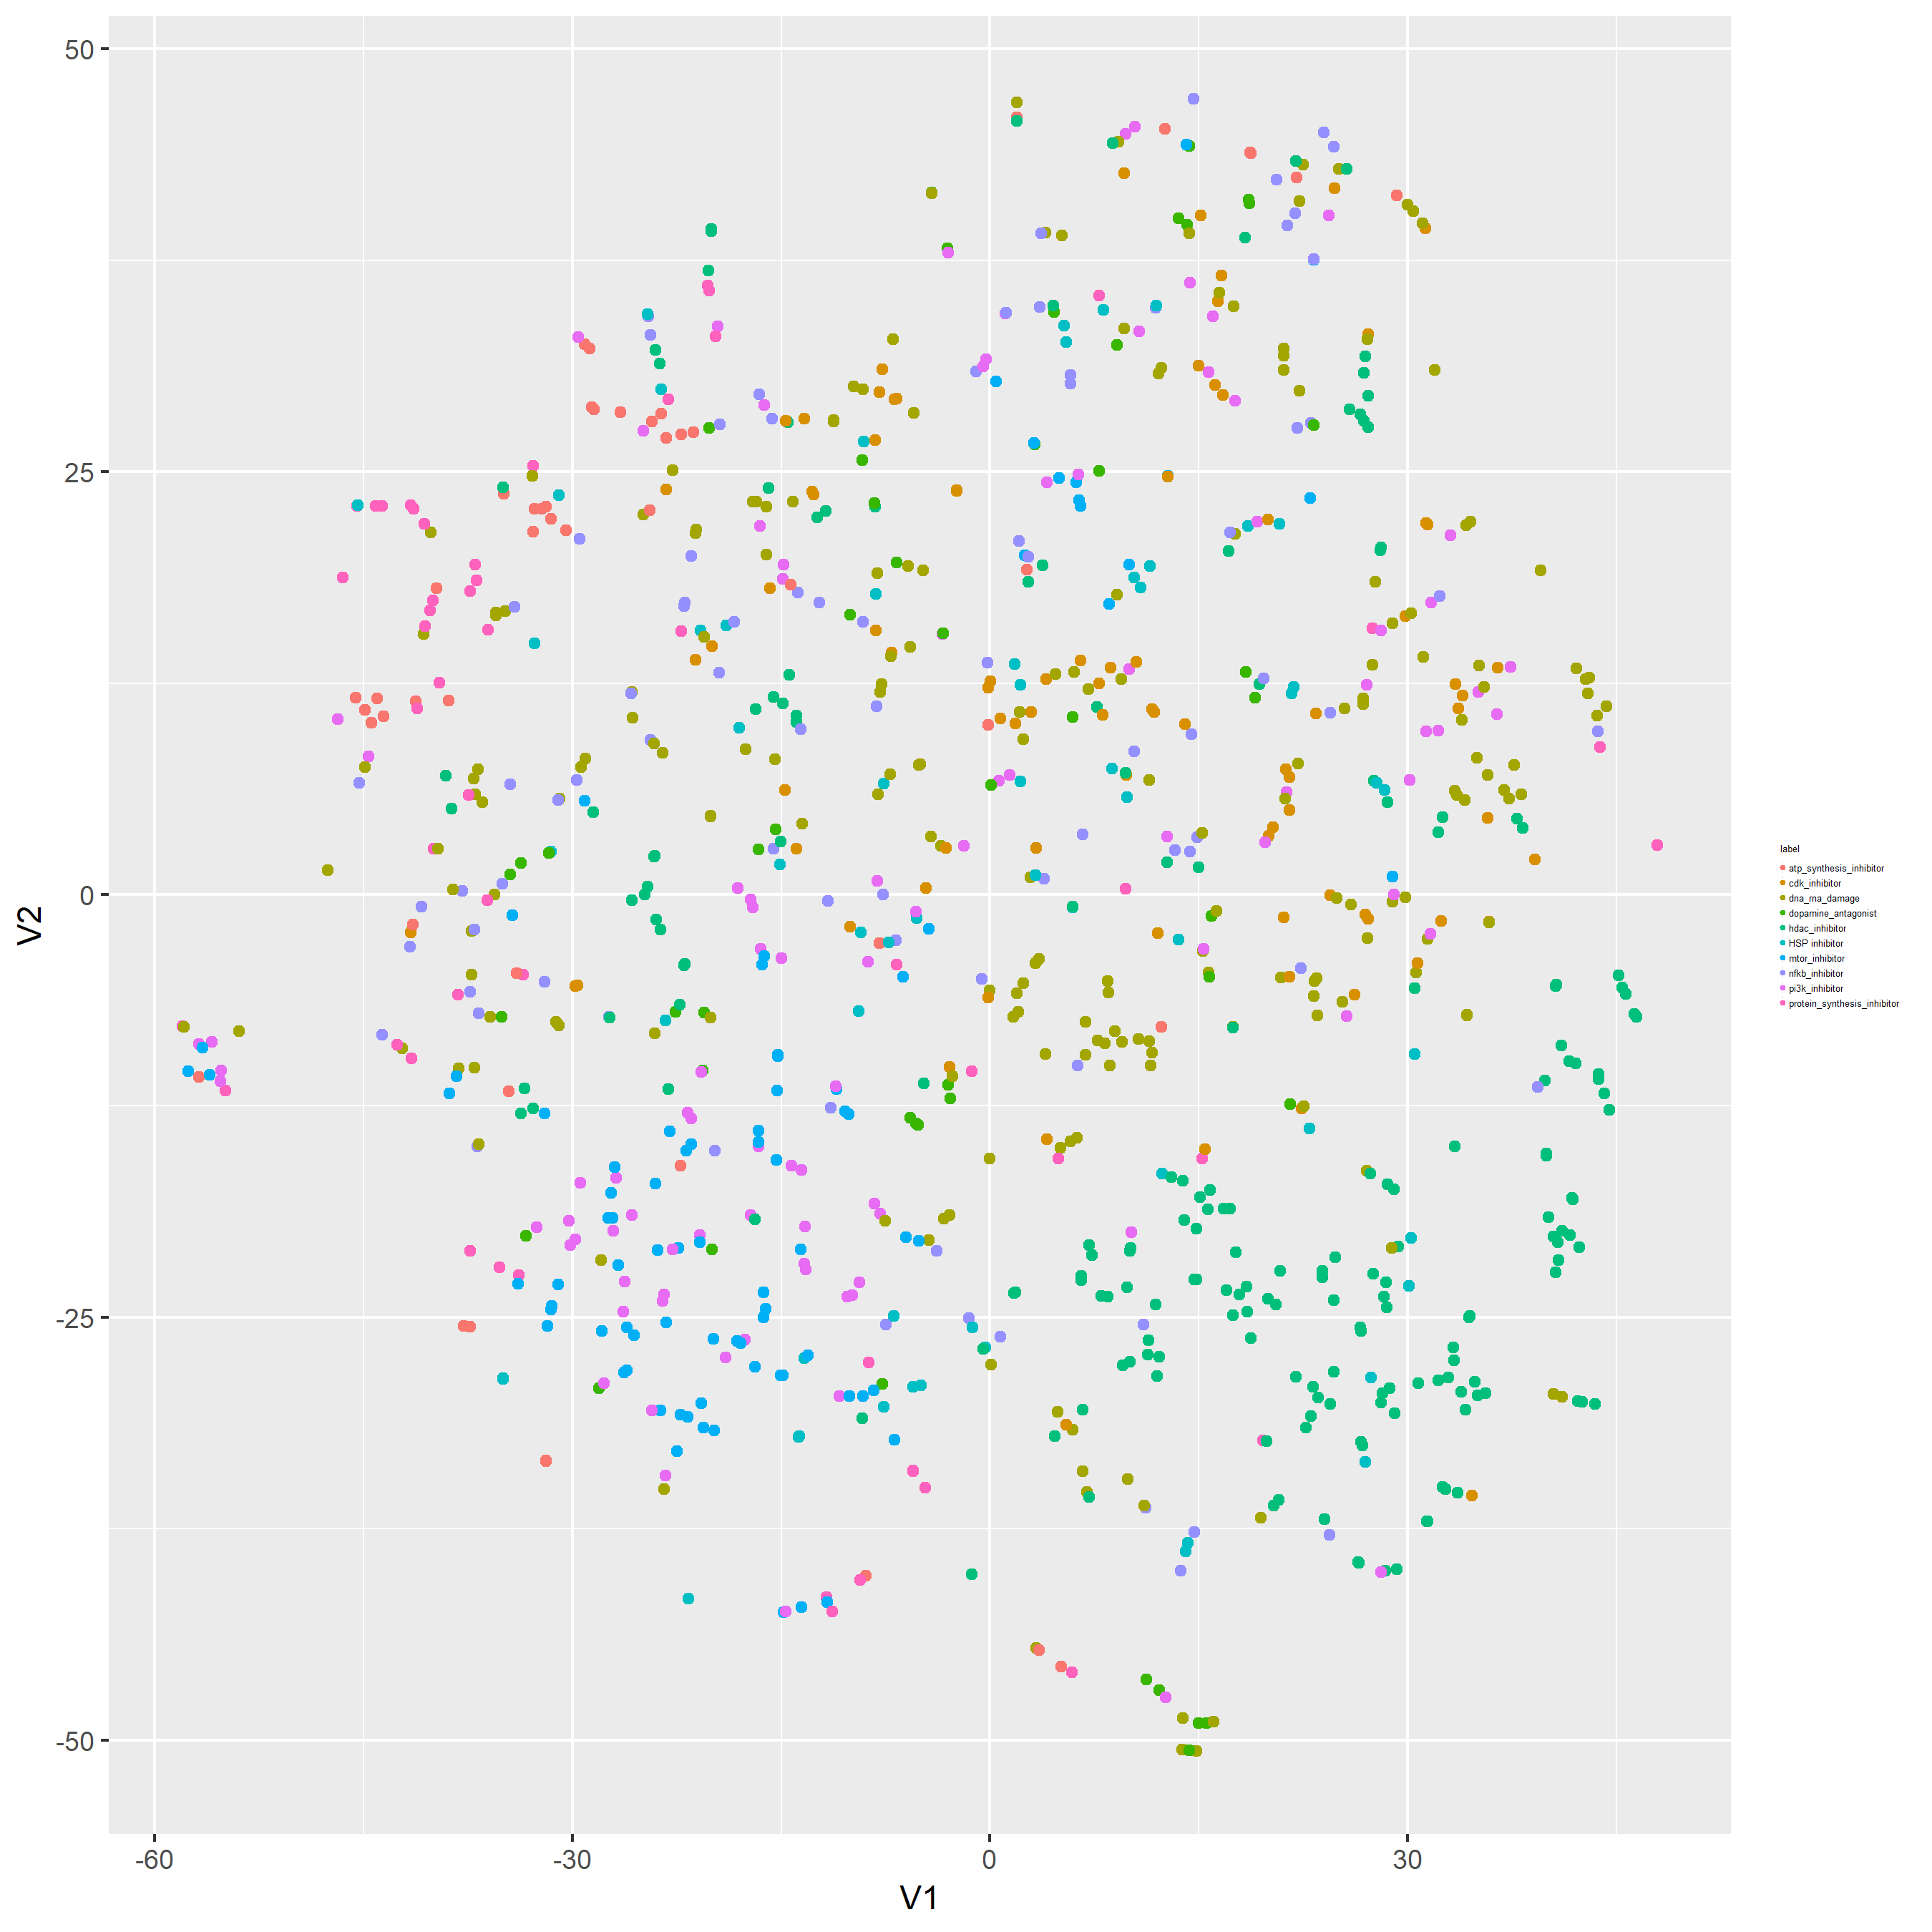 50
25
0
-25
-50
V2
-60
-30
0
30
V1
label
atp_synthesis_inhibitor
cdk_inhibitor
dna_rna_damage
dopamine_antagonist
hdac_inhibitor
HSP inhibitor
mtor_inhibitor
nfkb_inhibitor
pi3k_inhibitor
protein_synthesis_inhibitor